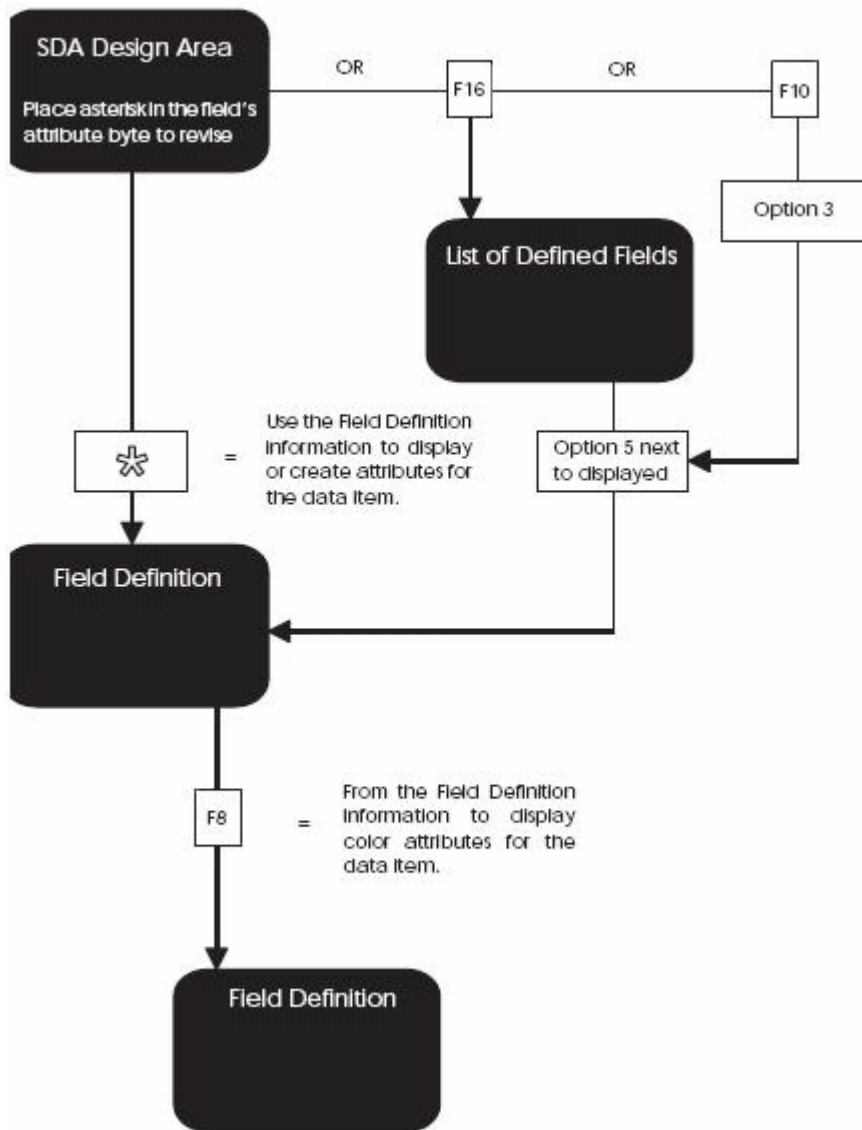 SDA Design Area
Place asterisk in the field's
attribute byte to revise
OR
F16
OR
F10
Option 3
List of Defined Fields
*
=
Use the Field Definition
information to display
or create attributes for
the data item.
Option 5 next
to displayed
Field Definition
F8
=
From the Field Definition
information to display
color attributes for the
data item.
Field Definition